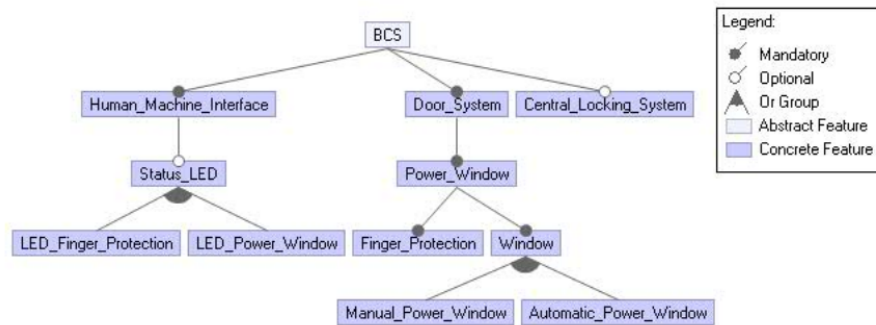 BCS
Legend:
Mandatory
Optional
Or Group
Abstract Feature
Concrete Feature
Human_Machine_Interface
Door_System
Central_Locking_System
Status_LED
Power_Window
LED_Finger_Protection
LED_Power_Window
Finger_Protection
Window
Manual_Power_Window
Automatic_Power_Window